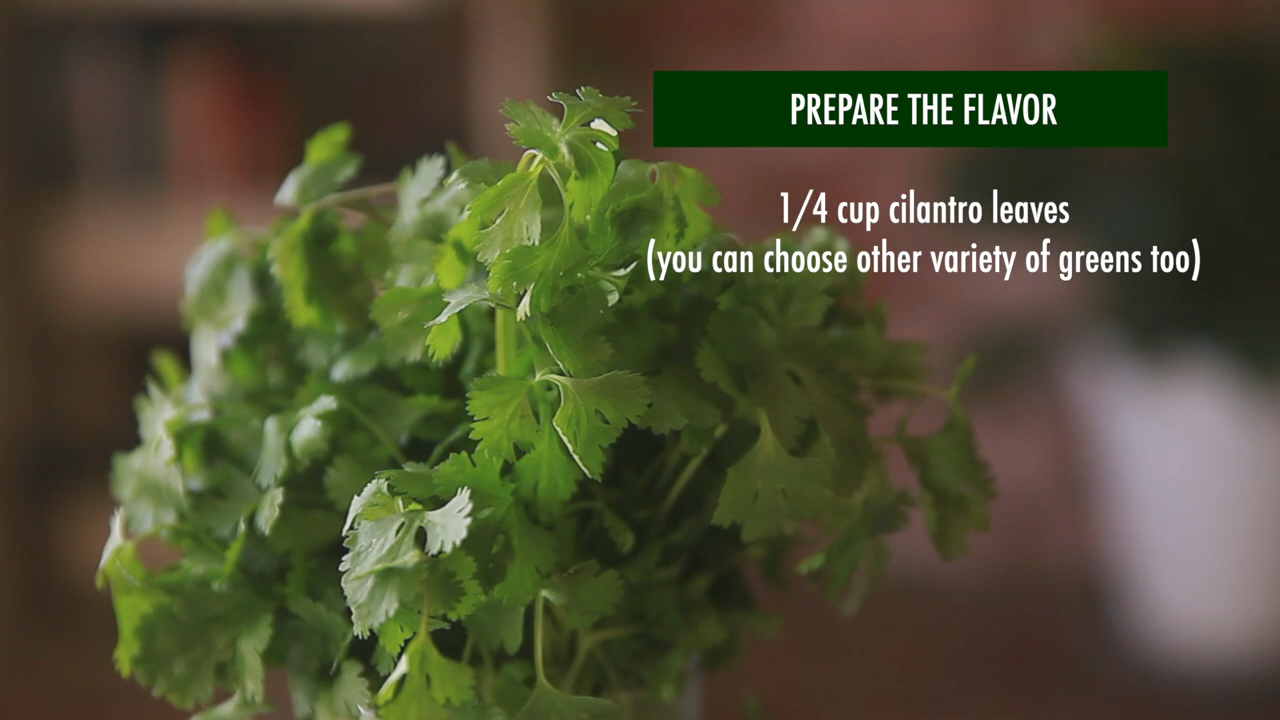 PREPARE THE FLAVOR
1/4 cup cilantro leaves
(you can choose other variety of greens too)